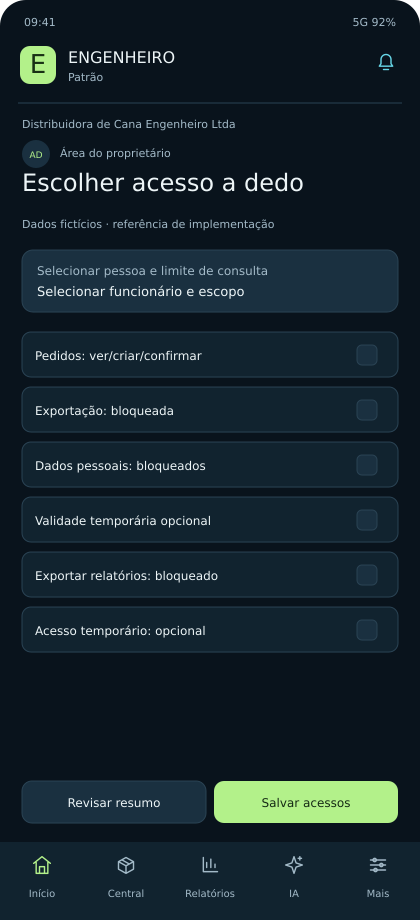 09:41
5G 92%
E
ENGENHEIRO
Patrão
Distribuidora de Cana Engenheiro Ltda
AD
Área do proprietário
Escolher acesso a dedo
Dados fictícios · referência de implementação
Selecionar pessoa e limite de consulta
Selecionar funcionário e escopo
Pedidos: ver/criar/confirmar
Exportação: bloqueada
Dados pessoais: bloqueados
Validade temporária opcional
Exportar relatórios: bloqueado
Acesso temporário: opcional
Revisar resumo
Salvar acessos
Início
Central
Relatórios
IA
Mais